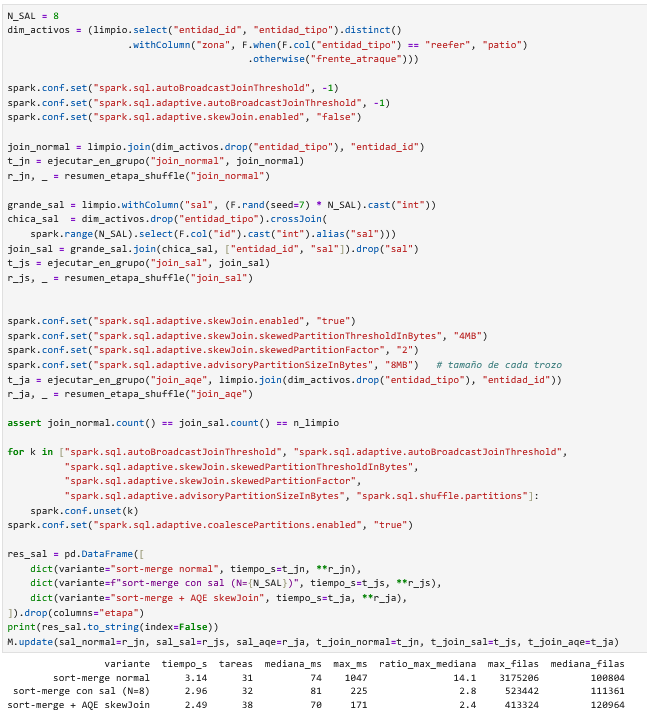 N_SAL = 8
dim_activos = (limpio.select("entidad_id", "entidad_tipo").distinct()
                    .withColumn("zona", F.when(F.col("entidad_tipo") == "reefer", "patio")
                                         .otherwise("frente_atraque")))

spark.conf.set("spark.sql.autoBroadcastJoinThreshold", -1)
spark.conf.set("spark.sql.adaptive.autoBroadcastJoinThreshold", -1)
spark.conf.set("spark.sql.adaptive.skewJoin.enabled", "false")

join_normal = limpio.join(dim_activos.drop("entidad_tipo"), "entidad_id")
t_jn = ejecutar_en_grupo("join_normal", join_normal)
r_jn, _ = resumen_etapa_shuffle("join_normal")

grande_sal = limpio.withColumn("sal", (F.rand(seed=7) * N_SAL).cast("int"))
chica_sal  = dim_activos.drop("entidad_tipo").crossJoin(
    spark.range(N_SAL).select(F.col("id").cast("int").alias("sal")))
join_sal = grande_sal.join(chica_sal, ["entidad_id", "sal"]).drop("sal")
t_js = ejecutar_en_grupo("join_sal", join_sal)
r_js, _ = resumen_etapa_shuffle("join_sal")

spark.conf.set("spark.sql.adaptive.skewJoin.enabled", "true")
spark.conf.set("spark.sql.adaptive.skewJoin.skewedPartitionThresholdInBytes", "4MB")
spark.conf.set("spark.sql.adaptive.skewJoin.skewedPartitionFactor", "2")
spark.conf.set("spark.sql.adaptive.advisoryPartitionSizeInBytes", "8MB")   # tamaño de cada trozo
t_ja = ejecutar_en_grupo("join_aqe", limpio.join(dim_activos.drop("entidad_tipo"), "entidad_id"))
r_ja, _ = resumen_etapa_shuffle("join_aqe")

assert join_normal.count() == join_sal.count() == n_limpio

for k in ["spark.sql.autoBroadcastJoinThreshold", "spark.sql.adaptive.autoBroadcastJoinThreshold",
          "spark.sql.adaptive.skewJoin.skewedPartitionThresholdInBytes",
          "spark.sql.adaptive.skewJoin.skewedPartitionFactor",
          "spark.sql.adaptive.advisoryPartitionSizeInBytes", "spark.sql.shuffle.partitions"]:
    spark.conf.unset(k)
spark.conf.set("spark.sql.adaptive.coalescePartitions.enabled", "true")

res_sal = pd.DataFrame([
    dict(variante="sort-merge normal", tiempo_s=t_jn, **r_jn),
    dict(variante=f"sort-merge con sal (N={N_SAL})", tiempo_s=t_js, **r_js),
    dict(variante="sort-merge + AQE skewJoin", tiempo_s=t_ja, **r_ja),
]).drop(columns="etapa")
print(res_sal.to_string(index=False))
M.update(sal_normal=r_jn, sal_sal=r_js, sal_aqe=r_ja, t_join_normal=t_jn, t_join_sal=t_js, t_join_aqe=t_ja)

variante  tiempo_s  tareas  mediana_ms  max_ms  ratio_max_mediana  max_filas  mediana_filas
sort-merge normal  3.14  31  74  1047  14.1  3175206  100804
sort-merge con sal (N=8)  2.96  32  81  225  2.8  523442  111361
sort-merge + AQE skewJoin  2.49  38  70  171  2.4  413324  120964